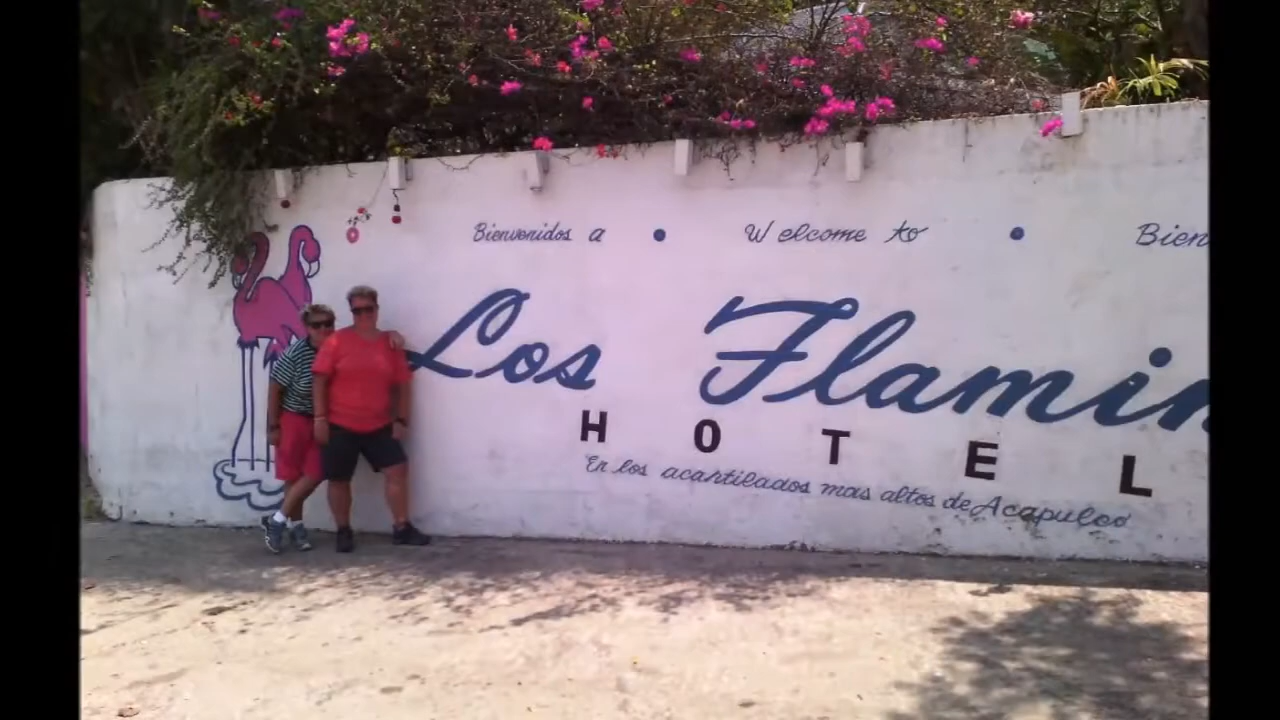 Bienvenidos a • Welcome to • Bien
Los Flamin
HOTEL
En los acantilados mas altos de Acapulco